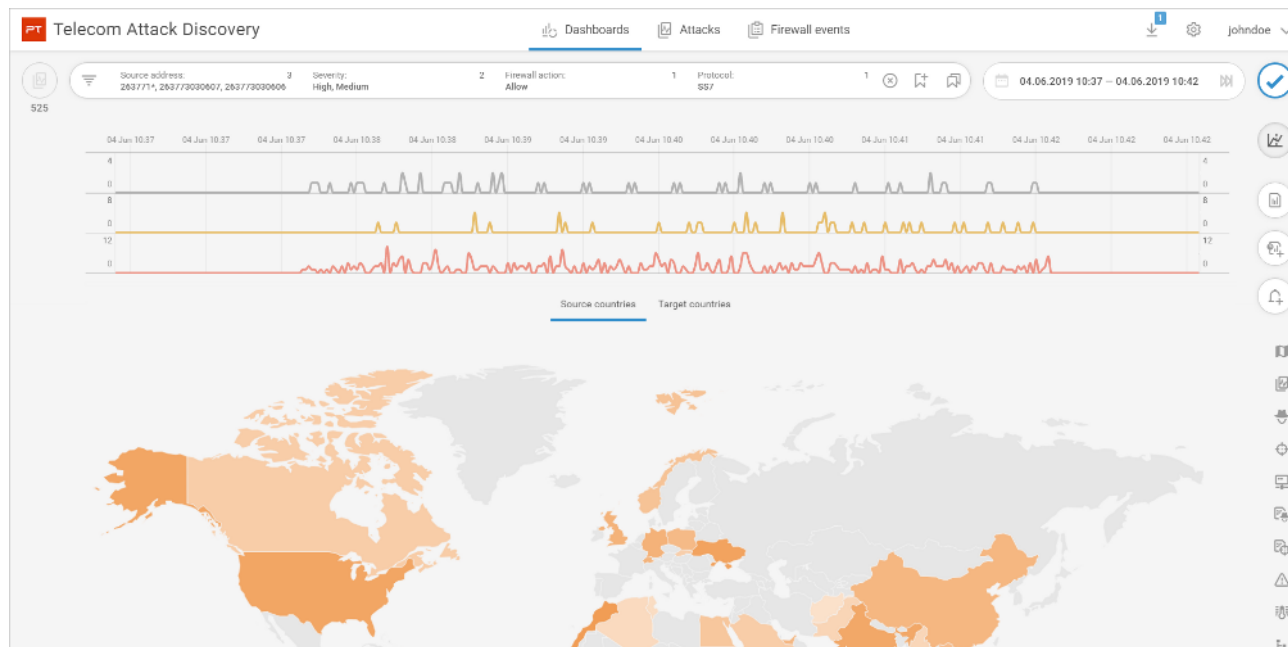 PT Telecom Attack Discovery
Dashboards Attacks Firewall events
1
johndoe
Source address: 3 Severity: 2 Firewall action: 1 Protocol: 1
263771*, 263773030607, 263773030606 High, Medium Allow SS7
04.06.2019 10:37 – 04.06.2019 10:42
525
04 Jun 10:37 04 Jun 10:37 04 Jun 10:37 04 Jun 10:38 04 Jun 10:38 04 Jun 10:39 04 Jun 10:39 04 Jun 10:40 04 Jun 10:40 04 Jun 10:40 04 Jun 10:41 04 Jun 10:41 04 Jun 10:42 04 Jun 10:42 04 Jun 10:42
4 4
0 0
8 8
0 0
12 12
0 0
Source countries Target countries